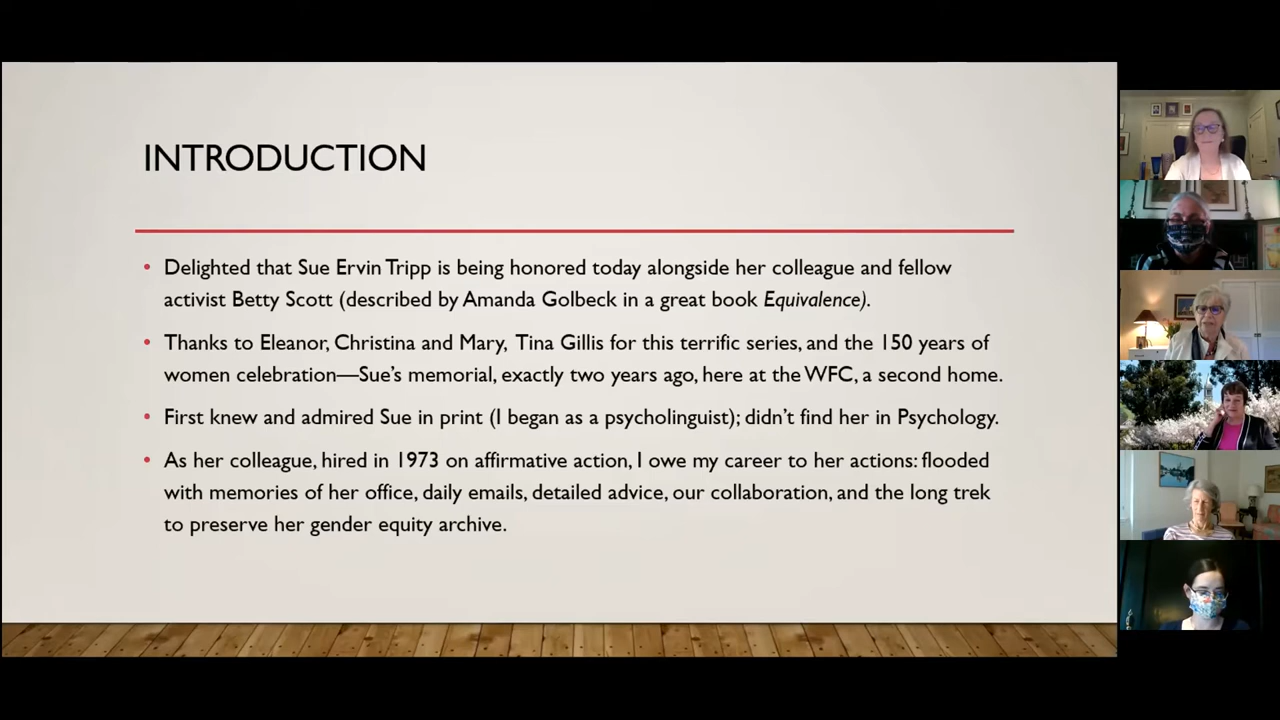 INTRODUCTION
• Delighted that Sue Ervin Tripp is being honored today alongside her colleague and fellow
activist Betty Scott (described by Amanda Golbeck in a great book Equivalence).
• Thanks to Eleanor, Christina and Mary, Tina Gillis for this terrific series, and the 150 years of
women celebration—Sue’s memorial, exactly two years ago, here at the WFC, a second home.
• First knew and admired Sue in print (I began as a psycholinguist); didn’t find her in Psychology.
• As her colleague, hired in 1973 on affirmative action, I owe my career to her actions: flooded
with memories of her office, daily emails, detailed advice, our collaboration, and the long trek
to preserve her gender equity archive.